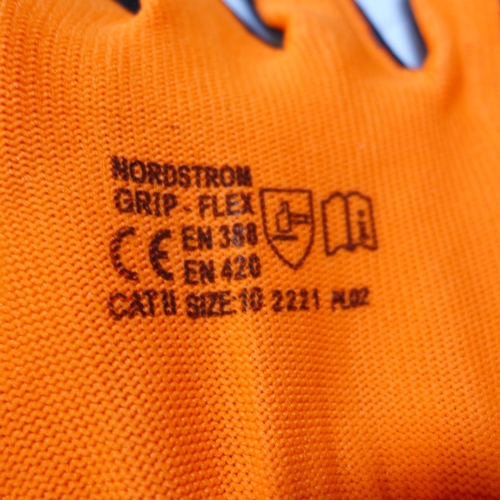 NORDSTROM
GRIP - FLEX
CE EN 388
EN 420
CAT II SIZE:10 2221 PL02